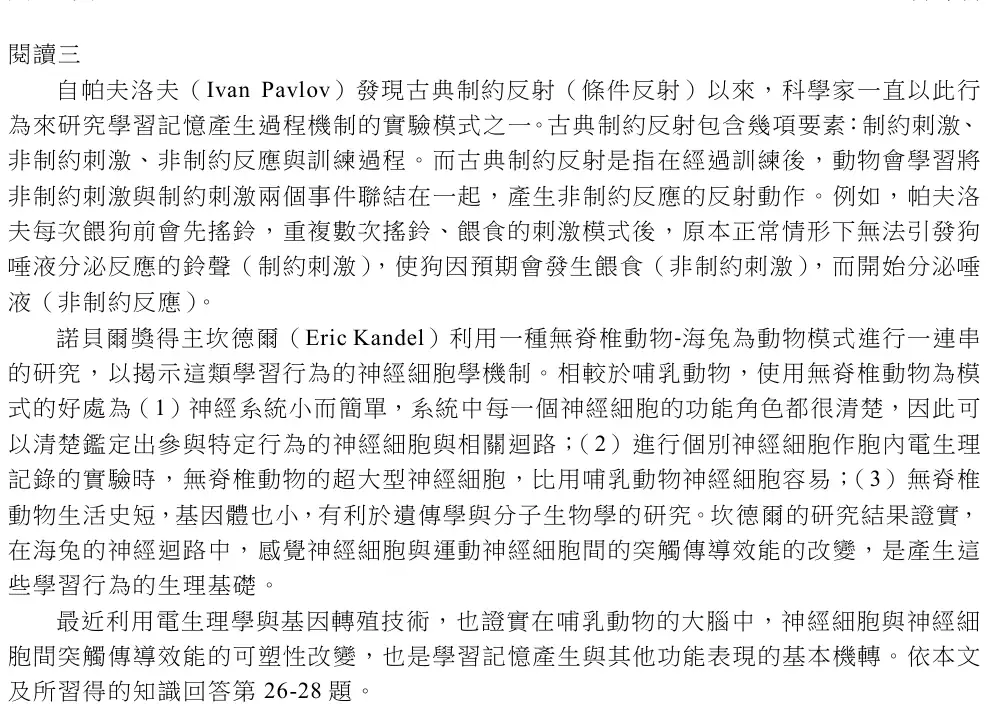 閱讀三
自帕夫洛夫（Ivan Pavlov）發現古典制約反射（條件反射）以來，科學家一直以此行
為來研究學習記憶產生過程機制的實驗模式之一。古典制約反射包含幾項要素：制約刺激、
非制約刺激、非制約反應與訓練過程。而古典制約反射是指在經過訓練後，動物會學習將
非制約刺激與制約刺激兩個事件聯結在一起，產生非制約反應的反射動作。例如，帕夫洛
夫每次餵狗前會先搖鈴，重複數次搖鈴、餵食的刺激模式後，原本正常情形下無法引發狗
唾液分泌反應的鈴聲（制約刺激），使狗因預期會發生餵食（非制約刺激），而開始分泌唾
液（非制約反應）。
諾貝爾獎得主坎德爾（Eric Kandel）利用一種無脊椎動物-海兔為動物模式進行一連串
的研究，以揭示這類學習行為的神經細胞學機制。相較於哺乳動物，使用無脊椎動物為模
式的好處為（1）神經系統小而簡單，系統中每一個神經細胞的功能角色都很清楚，因此可
以清楚鑑定出參與特定行為的神經細胞與相關迴路；（2）進行個別神經細胞作胞內電生理
記錄的實驗時，無脊椎動物的超大型神經細胞，比用哺乳動物神經細胞容易；（3）無脊椎
動物生活史短，基因體也小，有利於遺傳學與分子生物學的研究。坎德爾的研究結果證實，
在海兔的神經迴路中，感覺神經細胞與運動神經細胞間的突觸傳導效能的改變，是產生這
些學習行為的生理基礎。
最近利用電生理學與基因轉殖技術，也證實在哺乳動物的大腦中，神經細胞與神經細
胞間突觸傳導效能的可塑性改變，也是學習記憶產生與其他功能表現的基本機轉。依本文
及所習得的知識回答第 26-28 題。